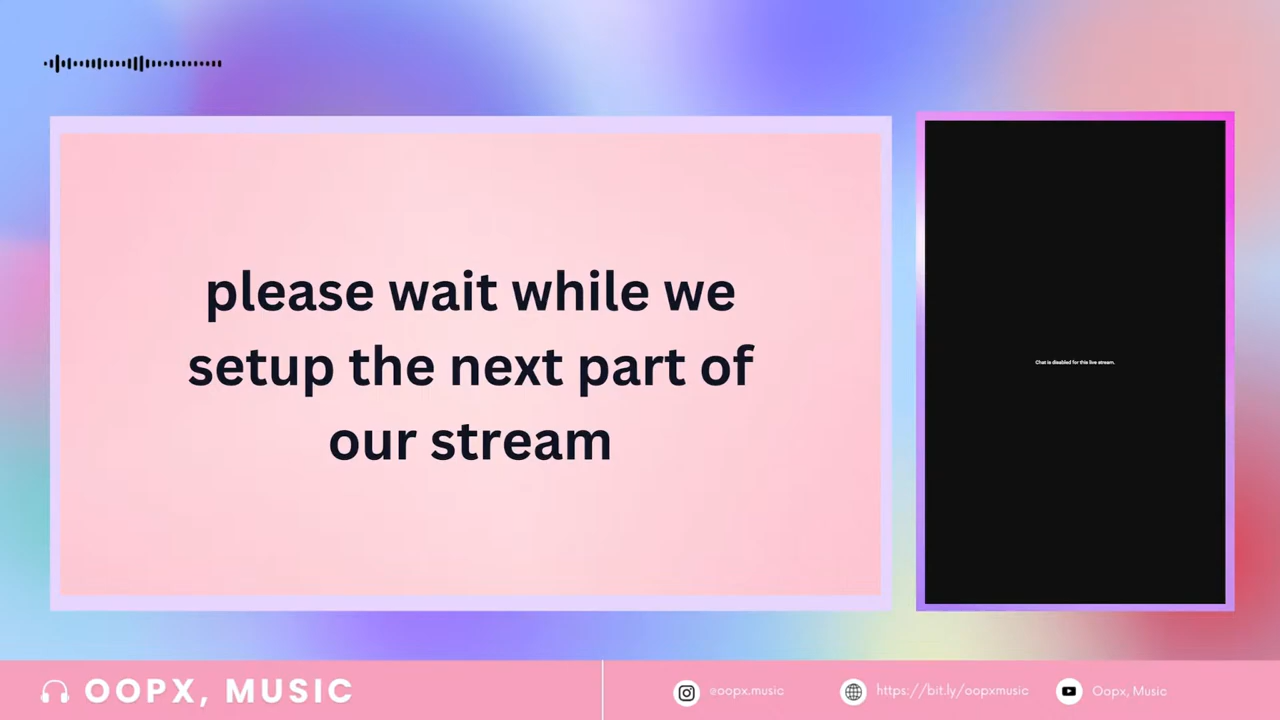 please wait while we
setup the next part of
our stream
Chat is disabled for this live stream.
OOPX, MUSIC
@oopx.music
https://bit.ly/oopxmusic
Oopx, Music